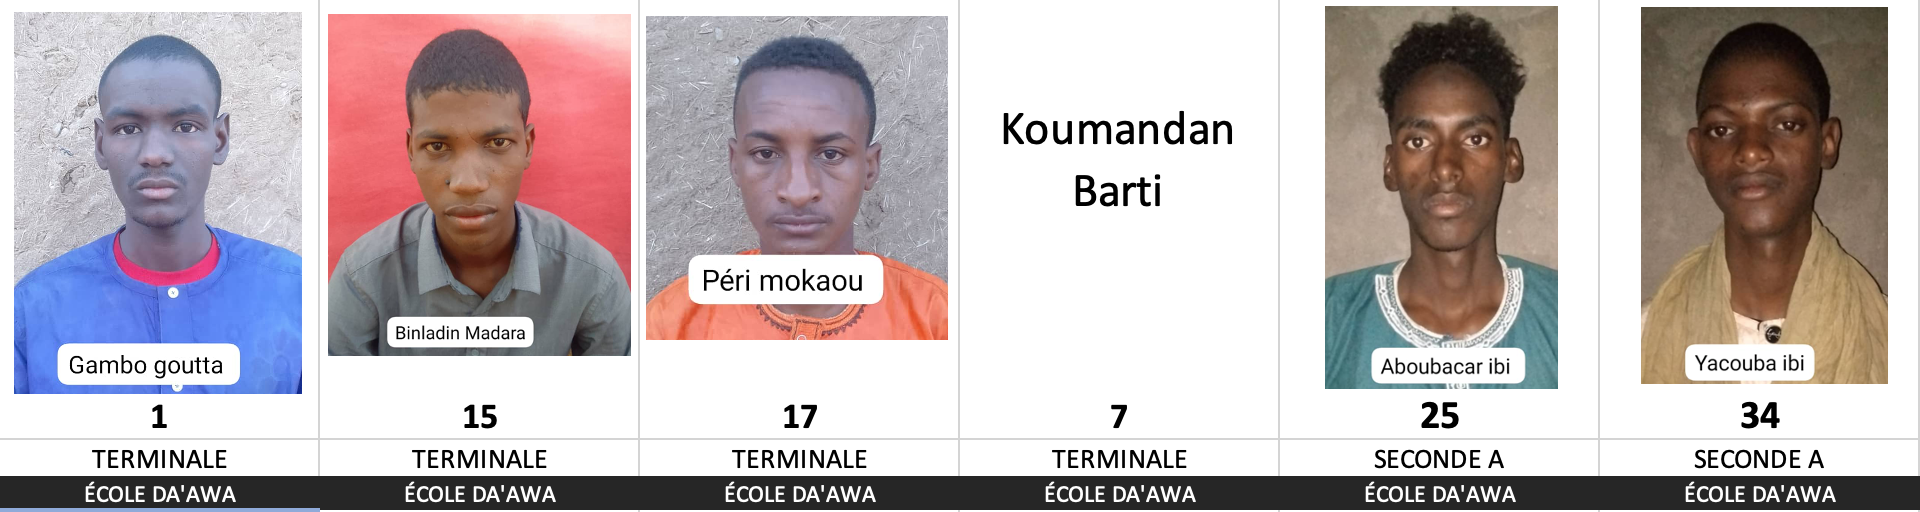 Gambo goutta
1
TERMINALE
ÉCOLE DA'AWA
Binladin Madara
15
TERMINALE
ÉCOLE DA'AWA
Péri mokaou
17
TERMINALE
ÉCOLE DA'AWA
Koumandan
Barti
7
TERMINALE
ÉCOLE DA'AWA
Aboubacar ibi
25
SECONDE A
ÉCOLE DA'AWA
Yacouba ibi
34
SECONDE A
ÉCOLE DA'AWA